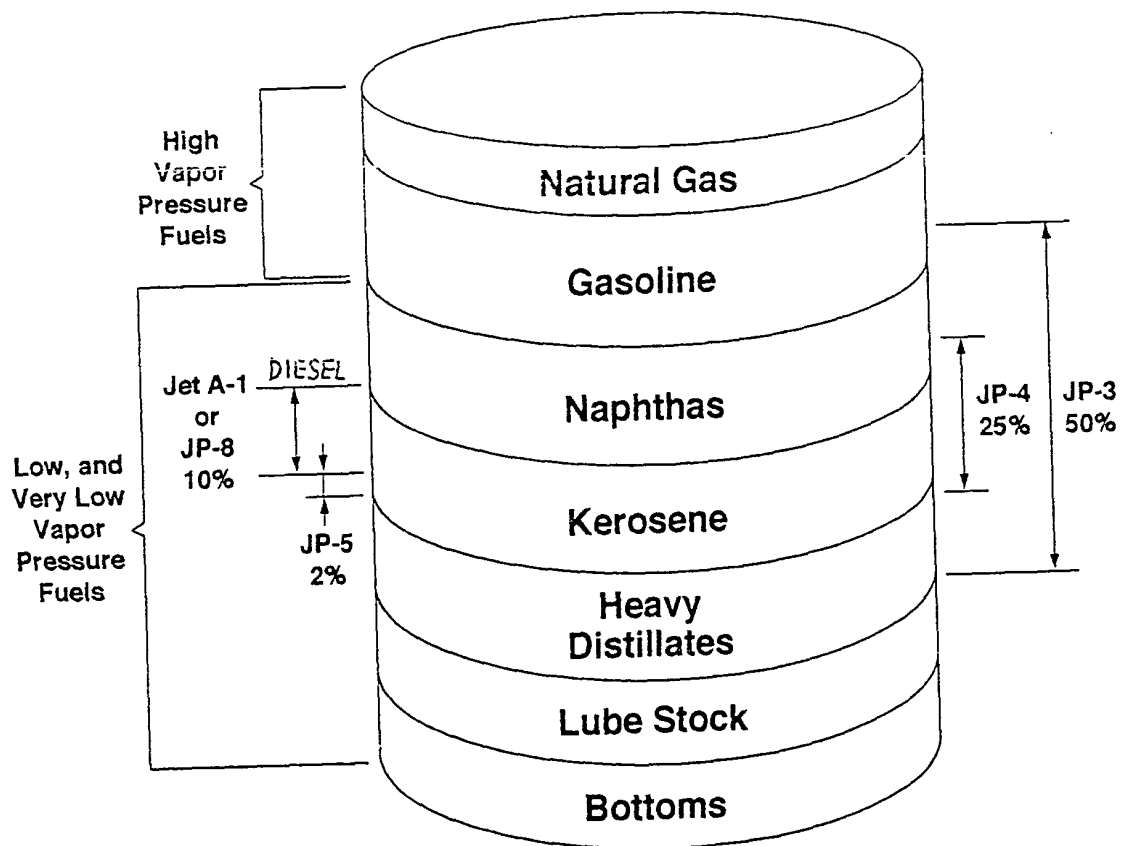 High
Vapor
Pressure
Fuels
Natural Gas
Gasoline
DIESEL
Jet A-1
or
JP-8
10%
Naphthas
JP-4
25%
JP-3
50%
Low, and
Very Low
Vapor
Pressure
Fuels
JP-5
2%
Kerosene
Heavy
Distillates
Lube Stock
Bottoms